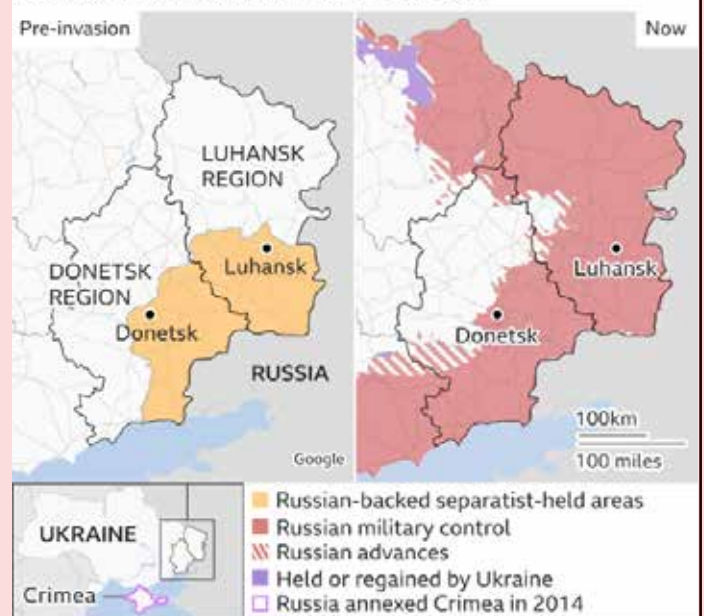 Pre-invasion
Now
LUHANSK
REGION
Luhansk
DONETSK
REGION
Donetsk
RUSSIA
Google
Luhansk
Donetsk
100km
100 miles
UKRAINE
Crimea
Russian-backed separatist-held areas
Russian military control
Russian advances
Held or regained by Ukraine
Russia annexed Crimea in 2014